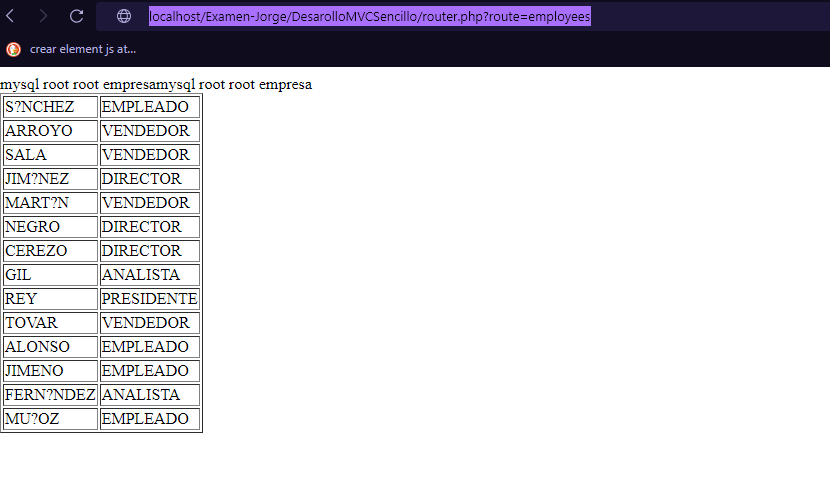 localhost/Examen-Jorge/DesarolloMVCSencillo/router.php?route=employees
crear element js at...
mysql root root empresamysql root root empresa
S?NCHEZ EMPLEADO
ARROYO VENDEDOR
SALA VENDEDOR
JIM?NEZ DIRECTOR
MART?N VENDEDOR
NEGRO DIRECTOR
CEREZO DIRECTOR
GIL ANALISTA
REY PRESIDENTE
TOVAR VENDEDOR
ALONSO EMPLEADO
JIMENO EMPLEADO
FERN?NDEZ ANALISTA
MU?OZ EMPLEADO